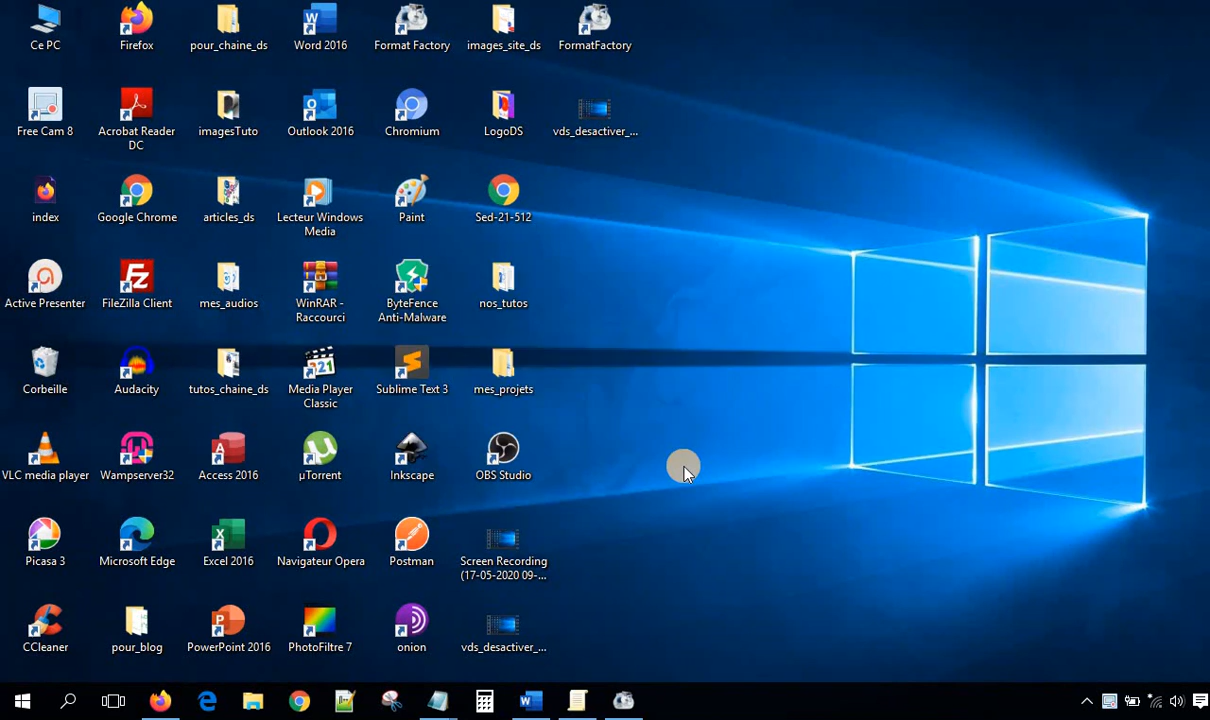 Ce PC
Firefox
pour_chaine_ds
Word 2016
Format Factory
images_site_ds
FormatFactory
Free Cam 8
Acrobat Reader
DC
imagesTuto
Outlook 2016
Chromium
LogoDS
vds_desactiver_...
index
Google Chrome
articles_ds
Lecteur Windows
Media
Paint
Sed-21-512
Active Presenter
FileZilla Client
mes_audios
WinRAR -
Raccourci
ByteFence
Anti-Malware
nos_tutos
Corbeille
Audacity
tutos_chaine_ds
Media Player
Classic
Sublime Text 3
mes_projets
VLC media player
Wampserver32
Access 2016
µTorrent
Inkscape
OBS Studio
Picasa 3
Microsoft Edge
Excel 2016
Navigateur Opera
Postman
Screen Recording
(17-05-2020 09-...
CCleaner
pour_blog
PowerPoint 2016
PhotoFiltre 7
onion
vds_desactiver_...